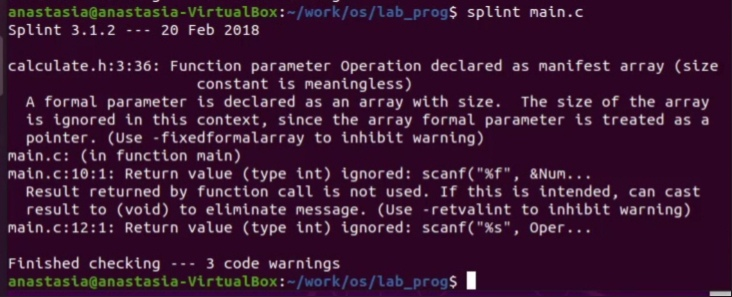 anastasia@anastasia-VirtualBox:~/work/os/lab_prog$ splint main.c
Splint 3.1.2 --- 20 Feb 2018
calculate.h:3:36: Function parameter Operation declared as manifest array (size
constant is meaningless)
A formal parameter is declared as an array with size.  The size of the array
is ignored in this context, since the array formal parameter is treated as a
pointer. (Use -fixedformalarray to inhibit warning)
main.c: (in function main)
main.c:10:1: Return value (type int) ignored: scanf("%f", &Num...
Result returned by function call is not used. If this is intended, can cast
result to (void) to eliminate message. (Use -retvalint to inhibit warning)
main.c:12:1: Return value (type int) ignored: scanf("%s", Oper...
Finished checking --- 3 code warnings
anastasia@anastasia-VirtualBox:~/work/os/lab_prog$